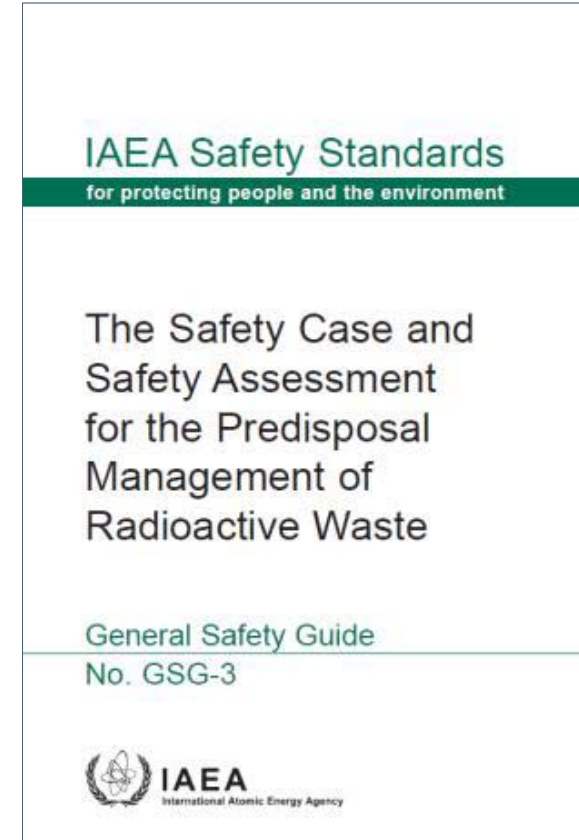 IAEA Safety Standards
for protecting people and the environment
The Safety Case and
Safety Assessment
for the Predisposal
Management of
Radioactive Waste
General Safety Guide
No. GSG-3
IAEA
International Atomic Energy Agency